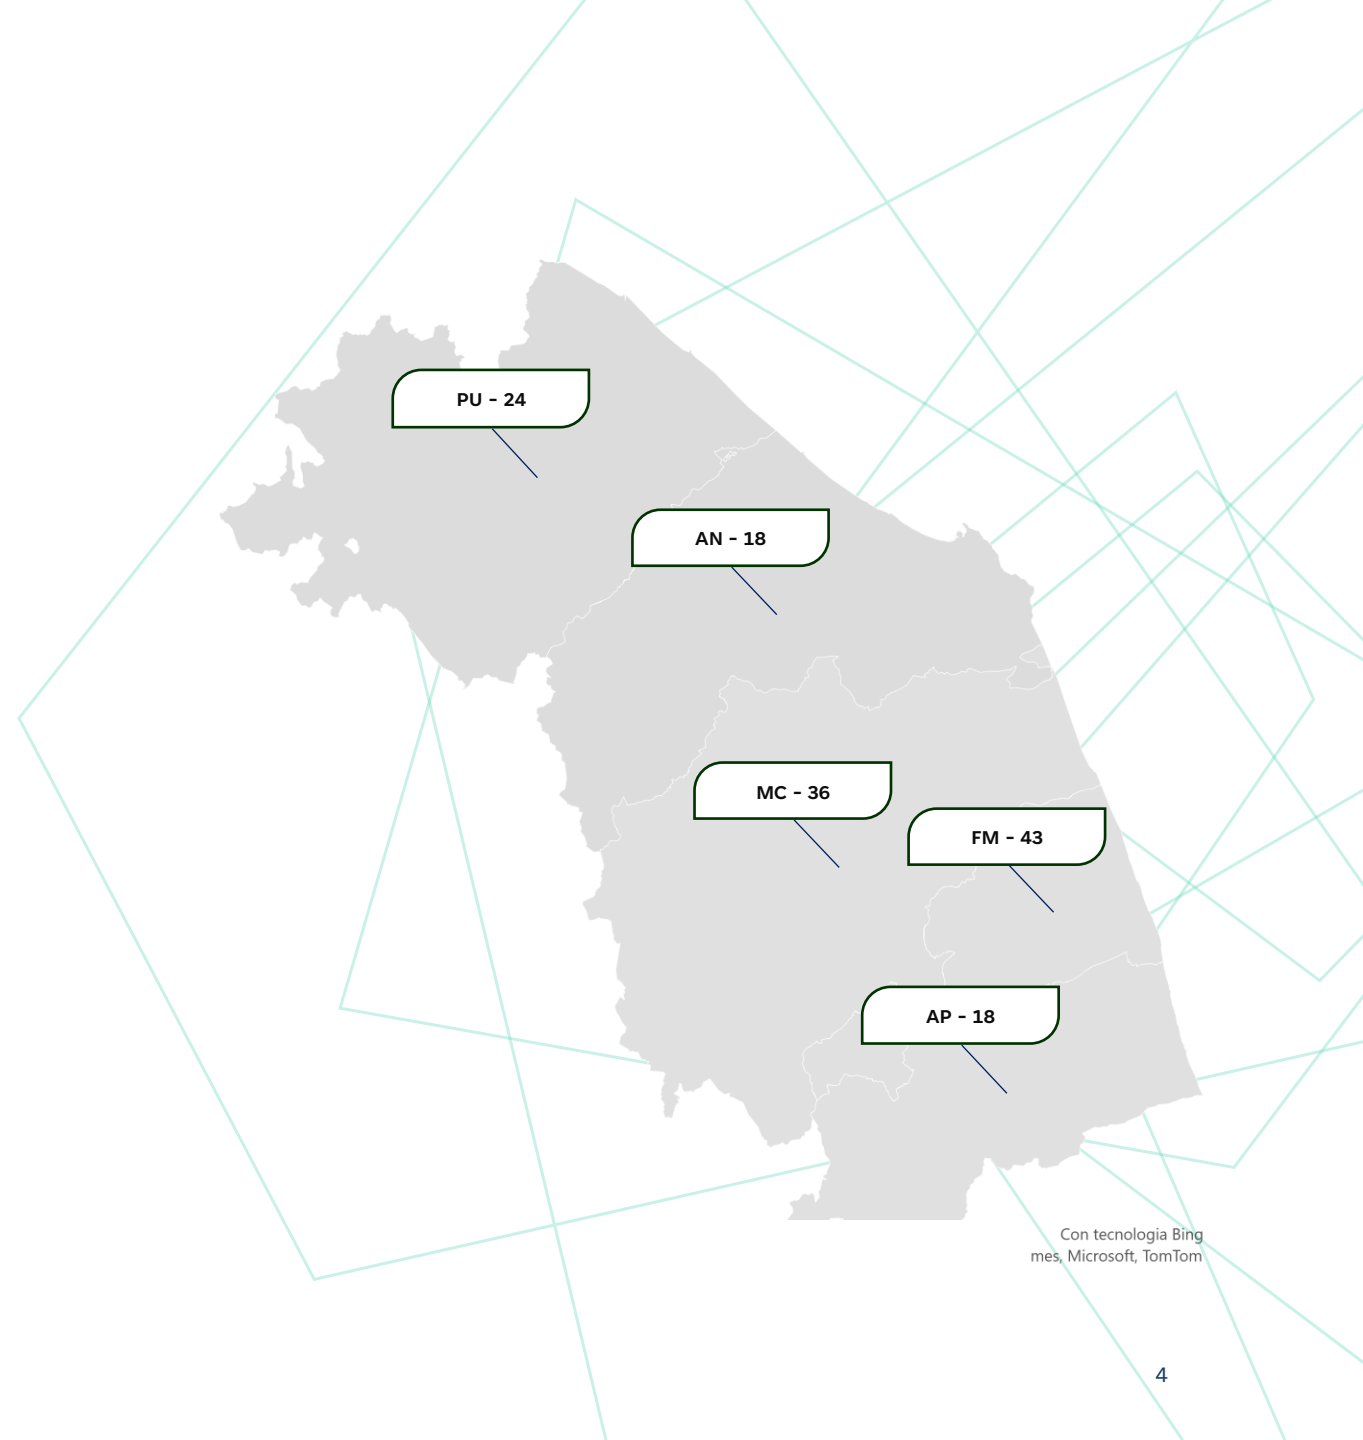 PU - 24
AN - 18
MC - 36
FM - 43
AP - 18
Con tecnologia Bing
mes, Microsoft, TomTom
4